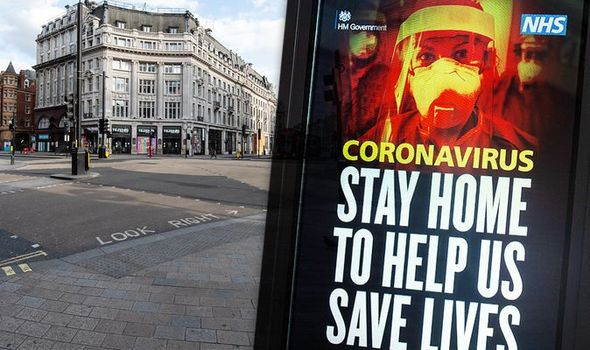 LOOK RIGHT →
HM Government
NHS
CORONAVIRUS
STAY HOME
TO HELP US
SAVE LIVES